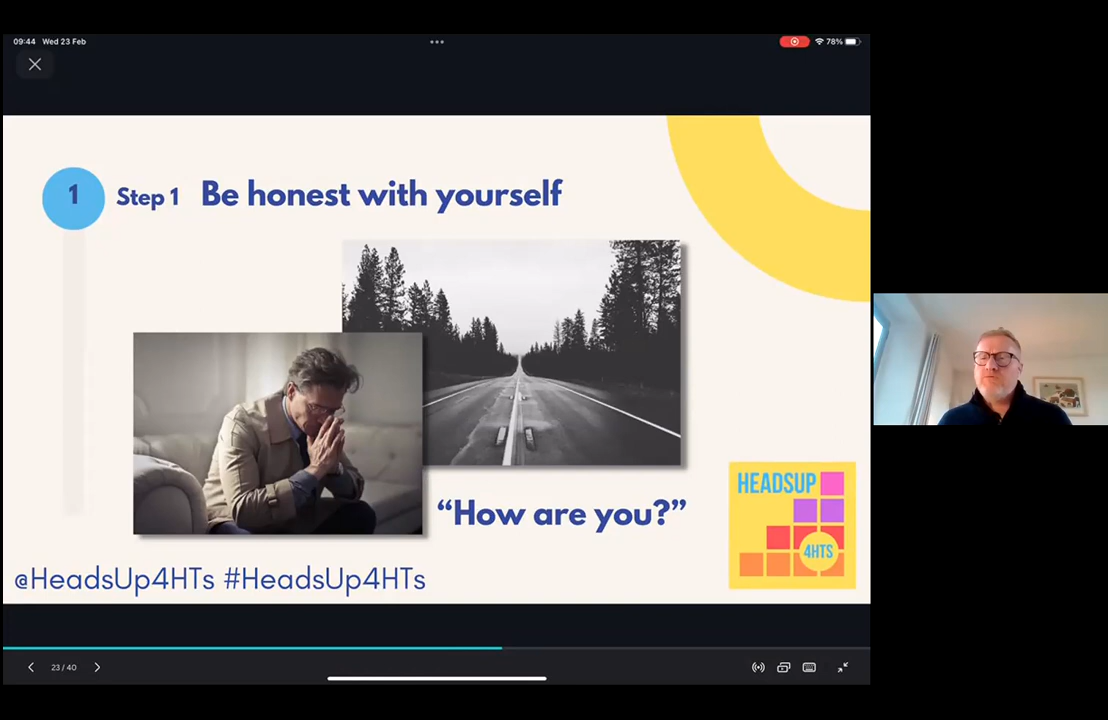 09:44 Wed 23 Feb
78%
1
Step 1 Be honest with yourself
“How are you?”
HEADSUP
4HTS
@HeadsUp4HTs #HeadsUp4HTs
23 / 40